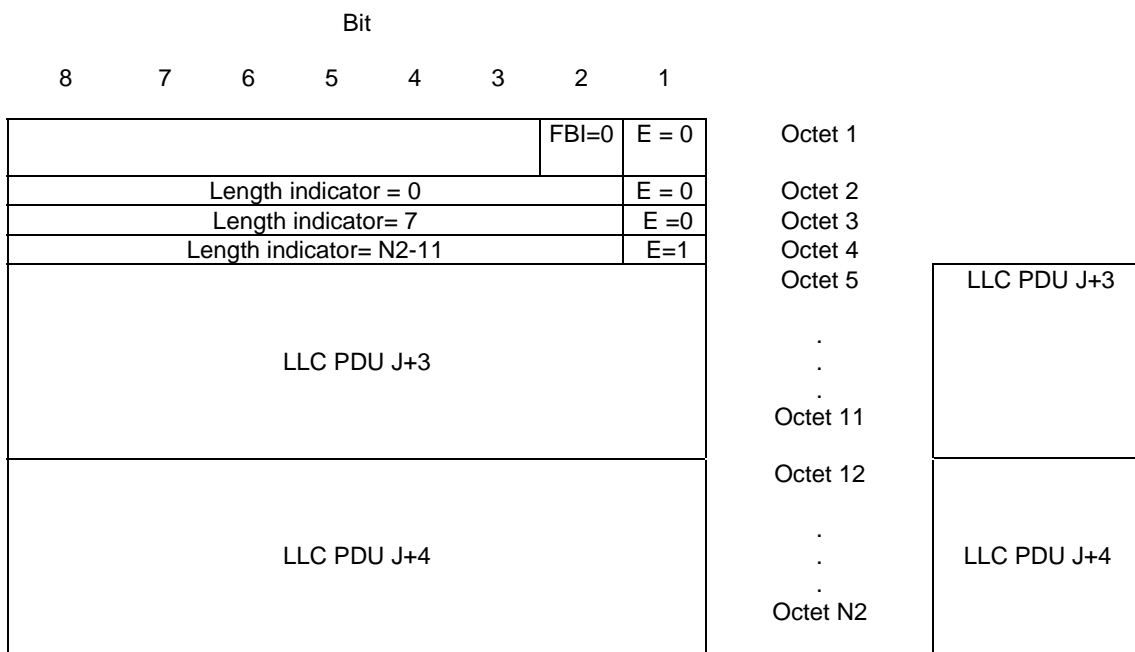 Bit
8 7 6 5 4 3 2 1
FBI=0 E = 0 Octet 1
Length indicator = 0 E = 0 Octet 2
Length indicator= 7 E =0 Octet 3
Length indicator= N2-11 E=1 Octet 4
Octet 5 LLC PDU J+3
.
LLC PDU J+3 .
.
Octet 11
Octet 12
.
LLC PDU J+4 . LLC PDU J+4
.
Octet N2